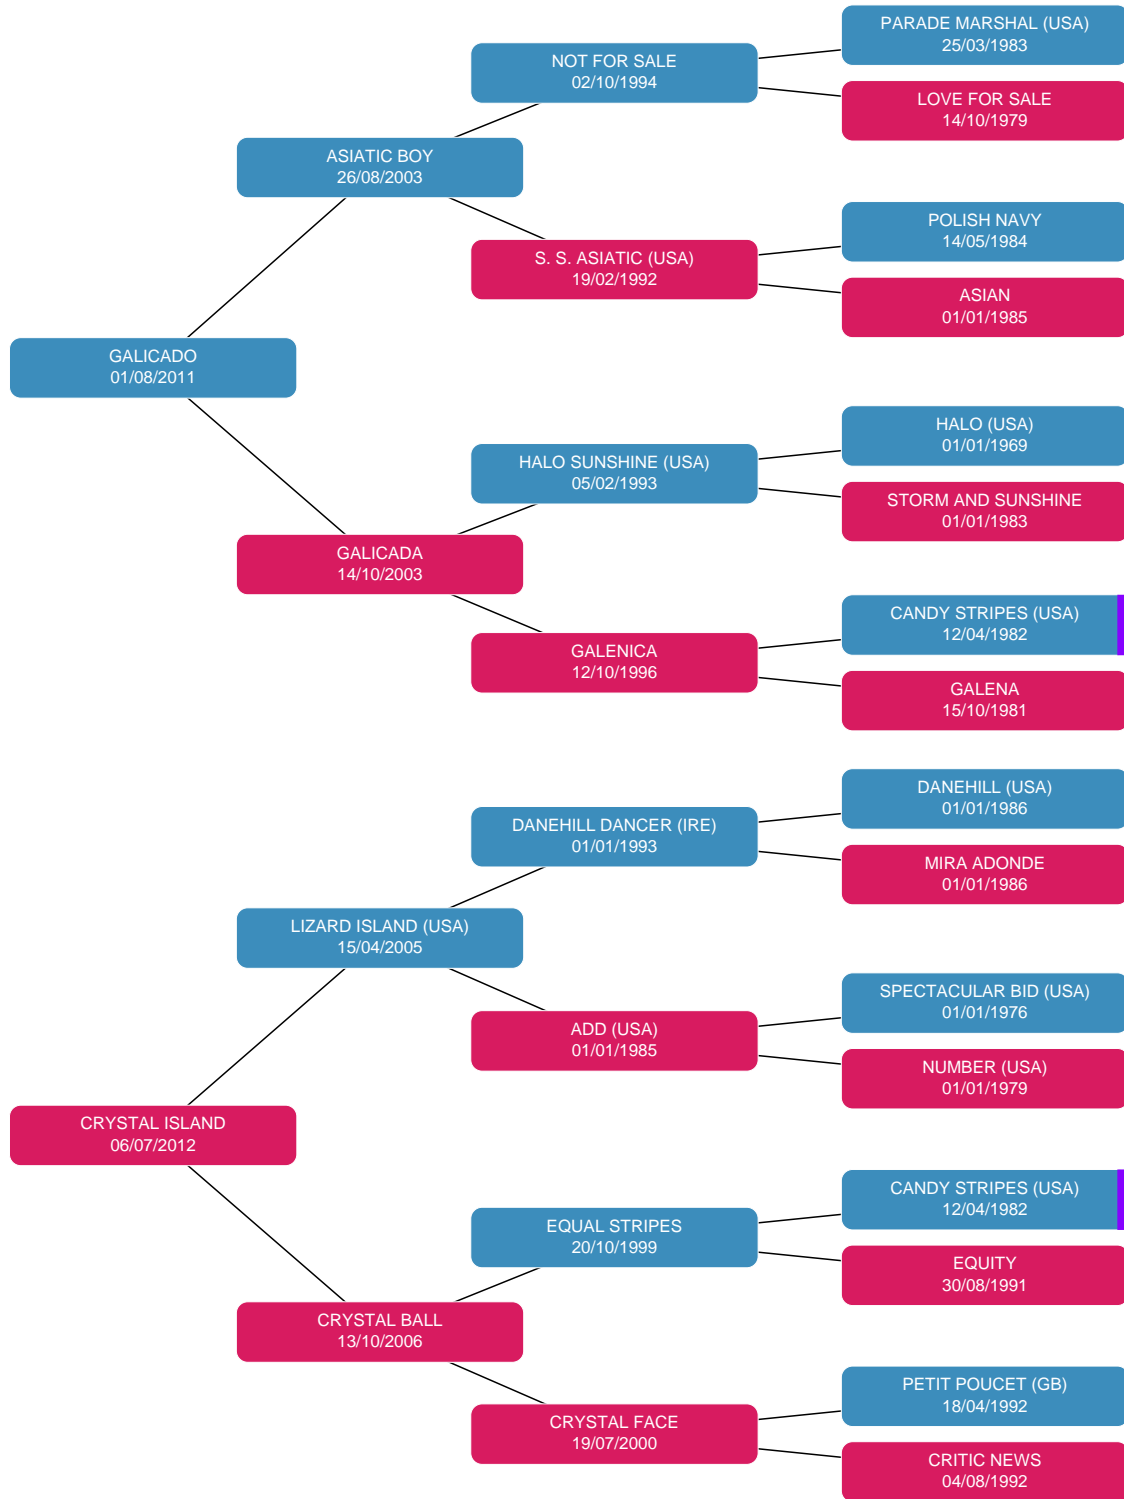 PARADE MARSHAL (USA)
25/03/1983
NOT FOR SALE
02/10/1994
LOVE FOR SALE
14/10/1979
ASIATIC BOY
26/08/2003
POLISH NAVY
14/05/1984
S. S. ASIATIC (USA)
19/02/1992
ASIAN
01/01/1985
GALICADO
01/08/2011
HALO (USA)
01/01/1969
HALO SUNSHINE (USA)
05/02/1993
STORM AND SUNSHINE
01/01/1983
GALICADA
14/10/2003
CANDY STRIPES (USA)
12/04/1982
GALENICA
12/10/1996
GALENA
15/10/1981
DANEHILL (USA)
01/01/1986
DANEHILL DANCER (IRE)
01/01/1993
MIRA ADONDE
01/01/1986
LIZARD ISLAND (USA)
15/04/2005
SPECTACULAR BID (USA)
01/01/1976
ADD (USA)
01/01/1985
NUMBER (USA)
01/01/1979
CRYSTAL ISLAND
06/07/2012
CANDY STRIPES (USA)
12/04/1982
EQUAL STRIPES
20/10/1999
EQUITY
30/08/1991
CRYSTAL BALL
13/10/2006
PETIT POUCET (GB)
18/04/1992
CRYSTAL FACE
19/07/2000
CRITIC NEWS
04/08/1992